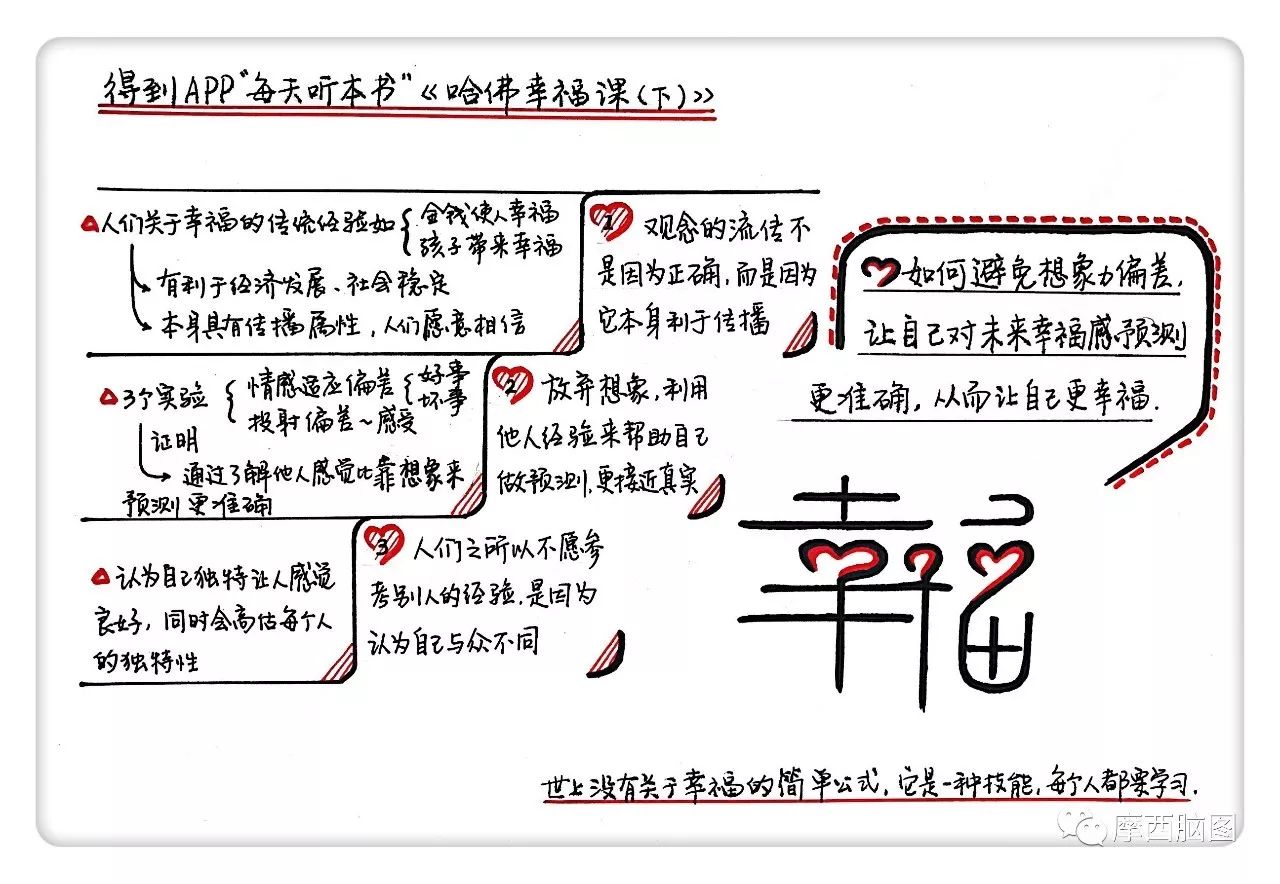 得到APP“每天听本书”《哈佛幸福课(下)》
人们关于幸福的传统经验如
金钱使人幸福
孩子带来幸福
有利于经济发展、社会稳定
本身具有传播属性，人们愿意相信
1 观念的流传不
是因为正确，而是因为
它本身利于传播
3个实验
情感适应偏差
好事
坏事
投射偏差~感受
证明
通过了解他人感觉比靠想象来
预测更准确
2 放弃想象，利用
他人经验来帮助自己
做预测，更接近真实
认为自己独特让人感觉
良好，同时会高估每个人
的独特性
3 人们之所以不愿参
考别人的经验，是因为
认为自己与众不同
如何避免想象力偏差，
让自己对未来幸福感预测
更准确，从而让自己更幸福．
幸福
世上没有关于幸福的简单公式，它是一种技能，每个人都要学习．
摩西脑图